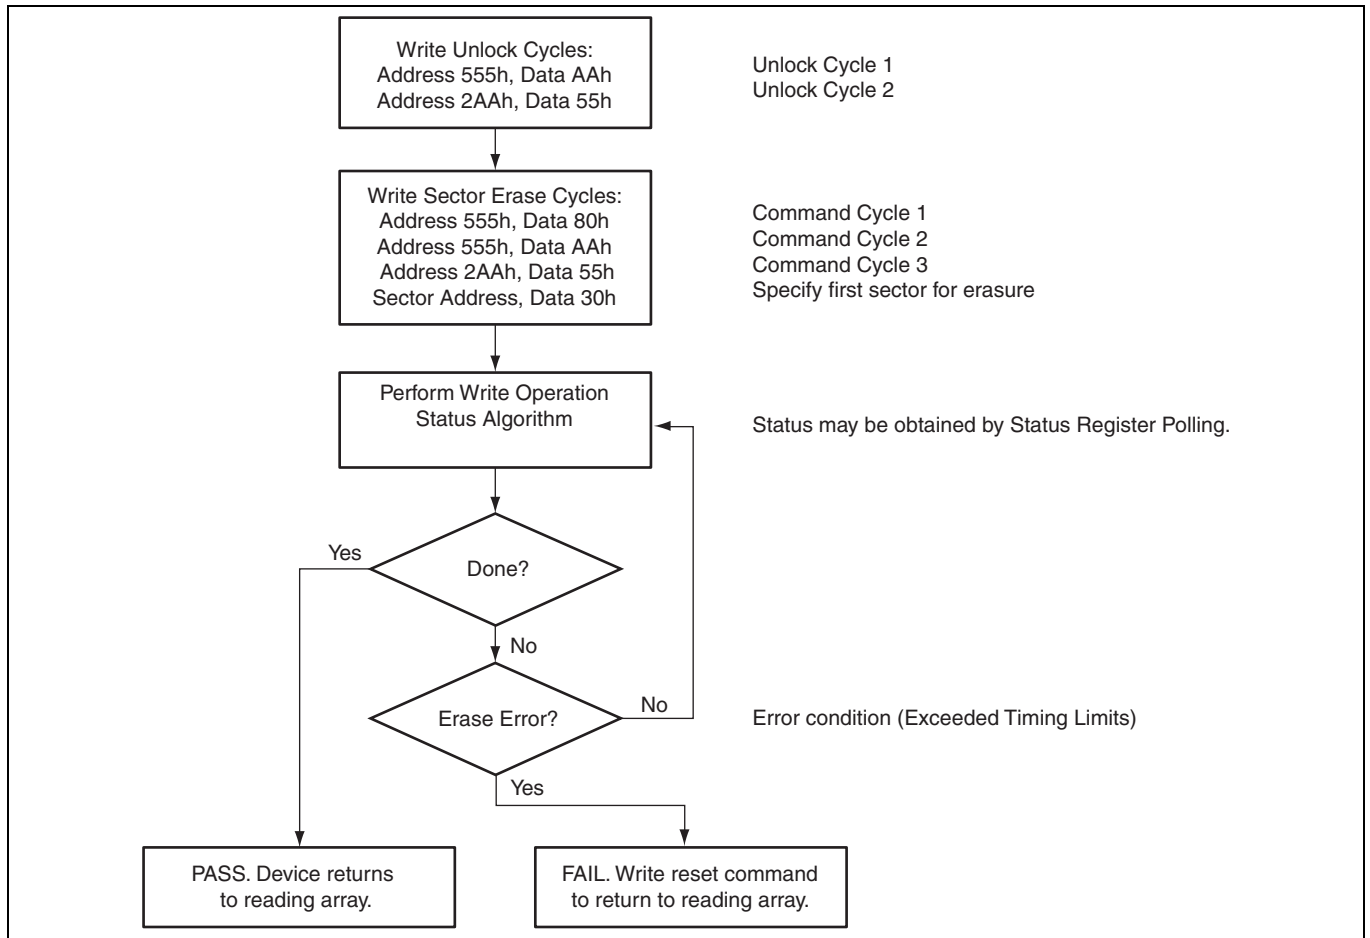 Write Unlock Cycles:
Address 555h, Data AAh
Address 2AAh, Data 55h
Unlock Cycle 1
Unlock Cycle 2
Write Sector Erase Cycles:
Address 555h, Data 80h
Address 555h, Data AAh
Address 2AAh, Data 55h
Sector Address, Data 30h
Command Cycle 1
Command Cycle 2
Command Cycle 3
Specify first sector for erasure
Perform Write Operation
Status Algorithm
Status may be obtained by Status Register Polling.
Yes
Done?
No
Erase Error?
No
Error condition (Exceeded Timing Limits)
Yes
PASS. Device returns
to reading array.
FAIL. Write reset command
to return to reading array.